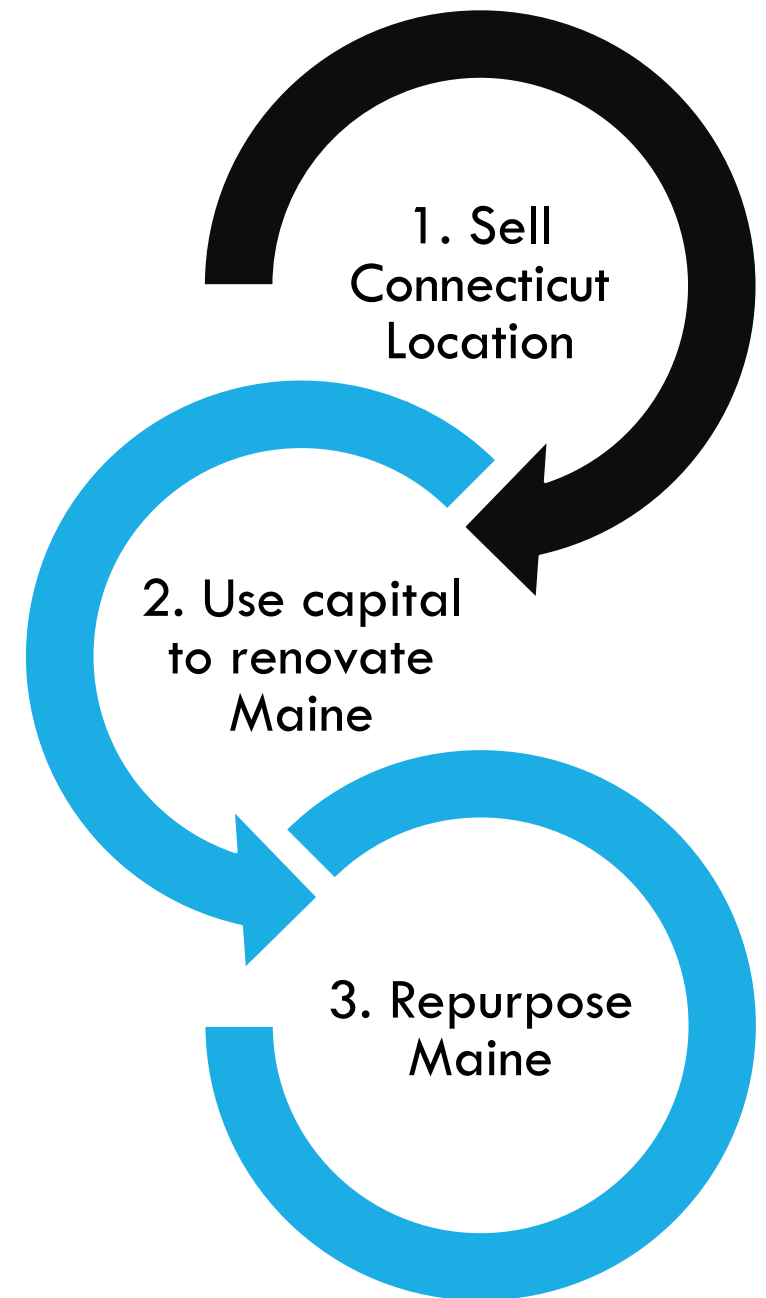 1. Sell
Connecticut
Location
2. Use capital
to renovate
Maine
3. Repurpose
Maine